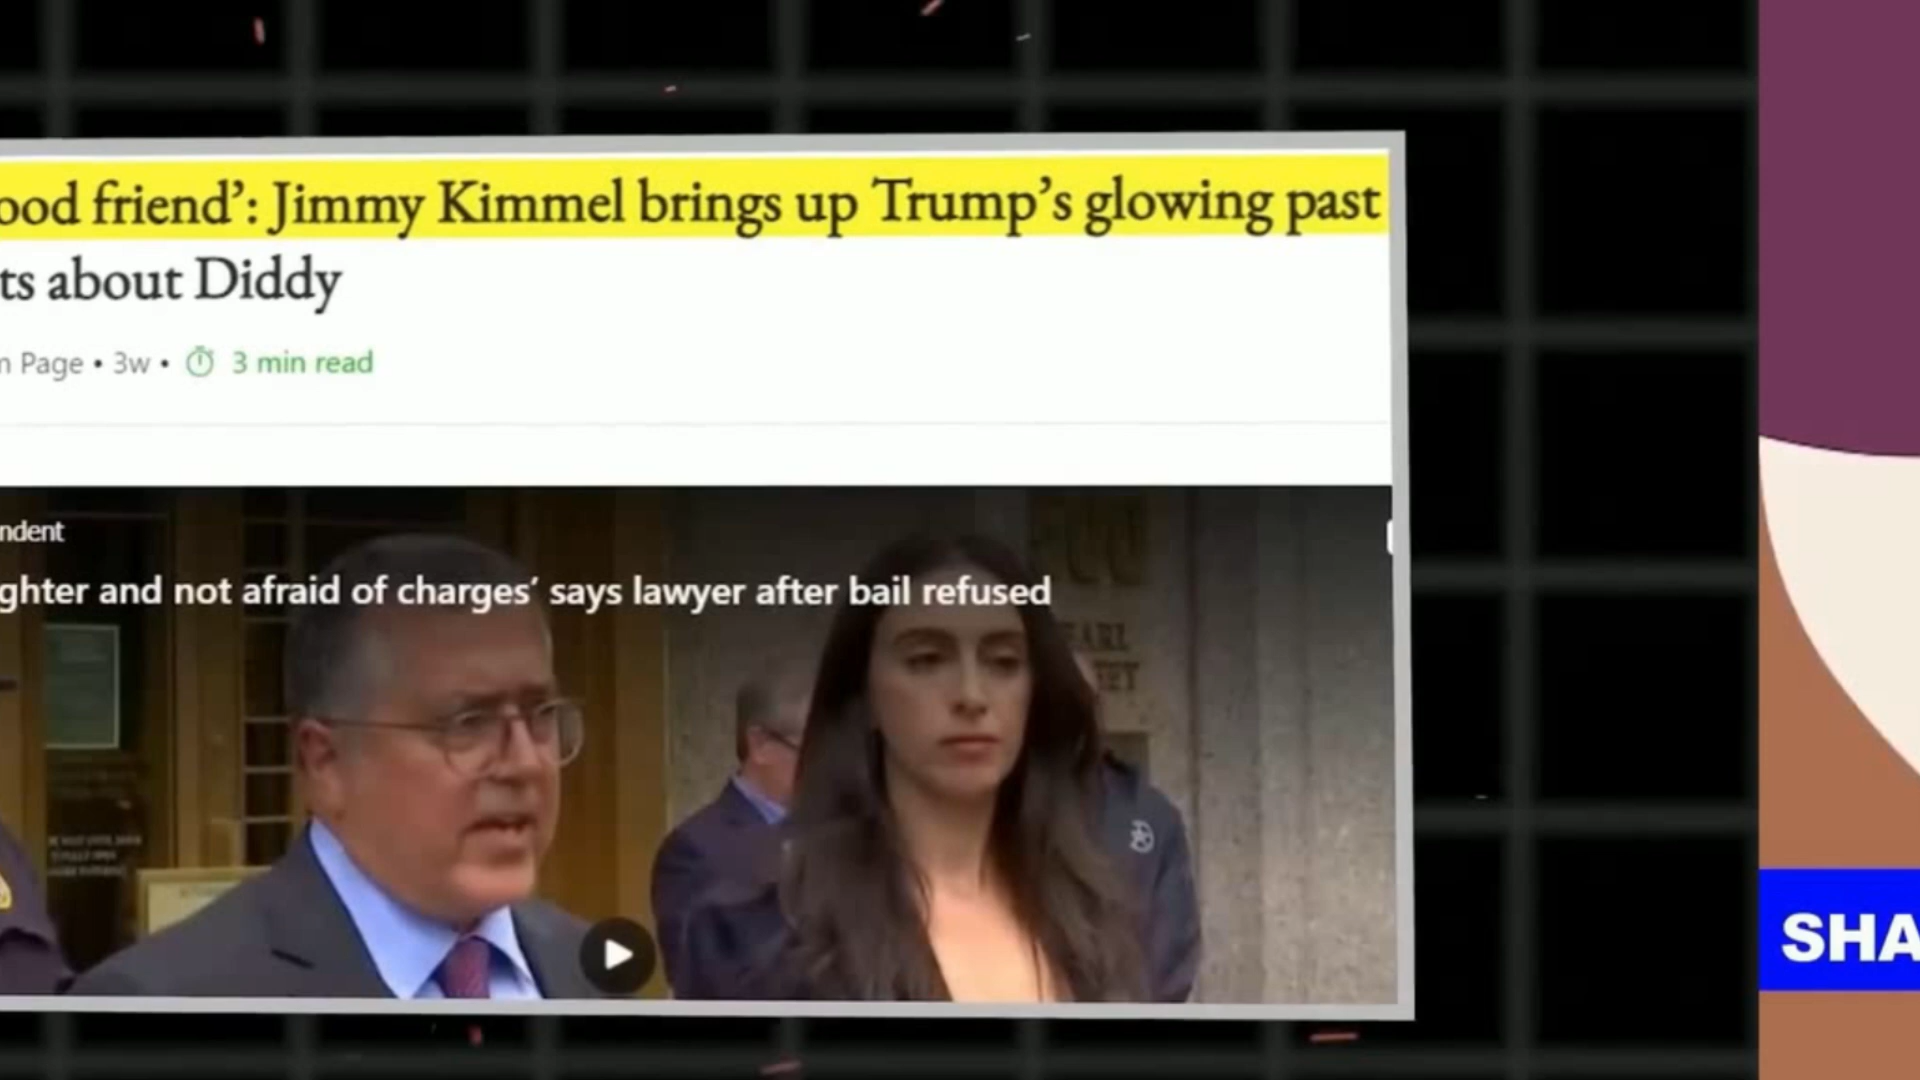 ood friend’: Jimmy Kimmel brings up Trump’s glowing past
ts about Diddy
n Page • 3w • 3 min read
ndent
ghter and not afraid of charges’ says lawyer after bail refused
SHA